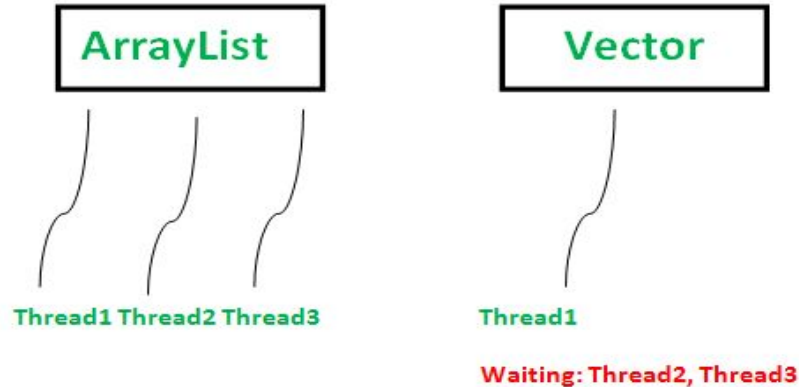 ArrayList
Vector
Thread1 Thread2 Thread3
Thread1
Waiting: Thread2, Thread3